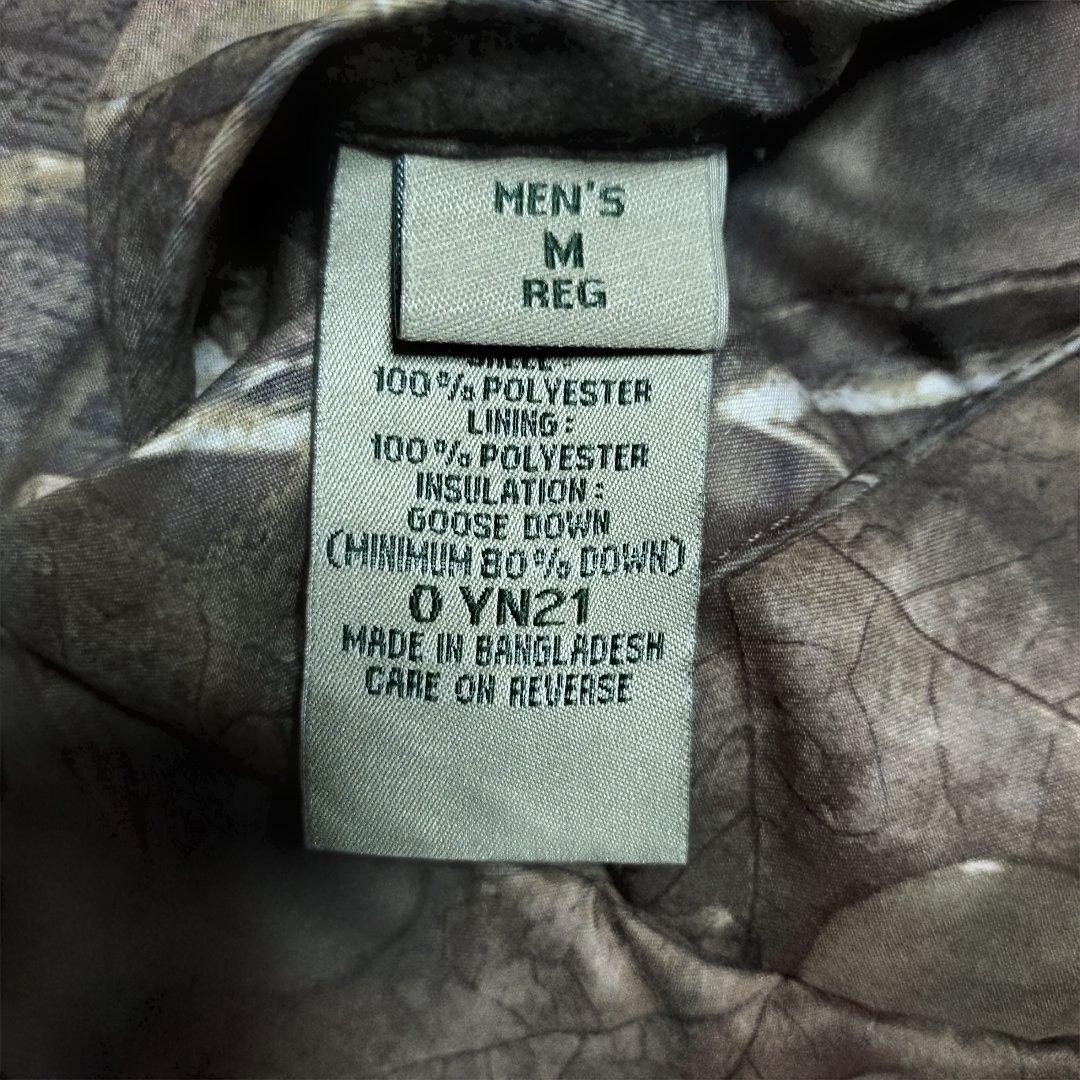 MEN'S
M
REG
100% POLYESTER
LINING:
100% POLYESTER
INSULATION:
GOOSE DOWN
(MINIMUM 80% DOWN)
0 YN21
MADE IN BANGLADESH
CARE ON REVERSE